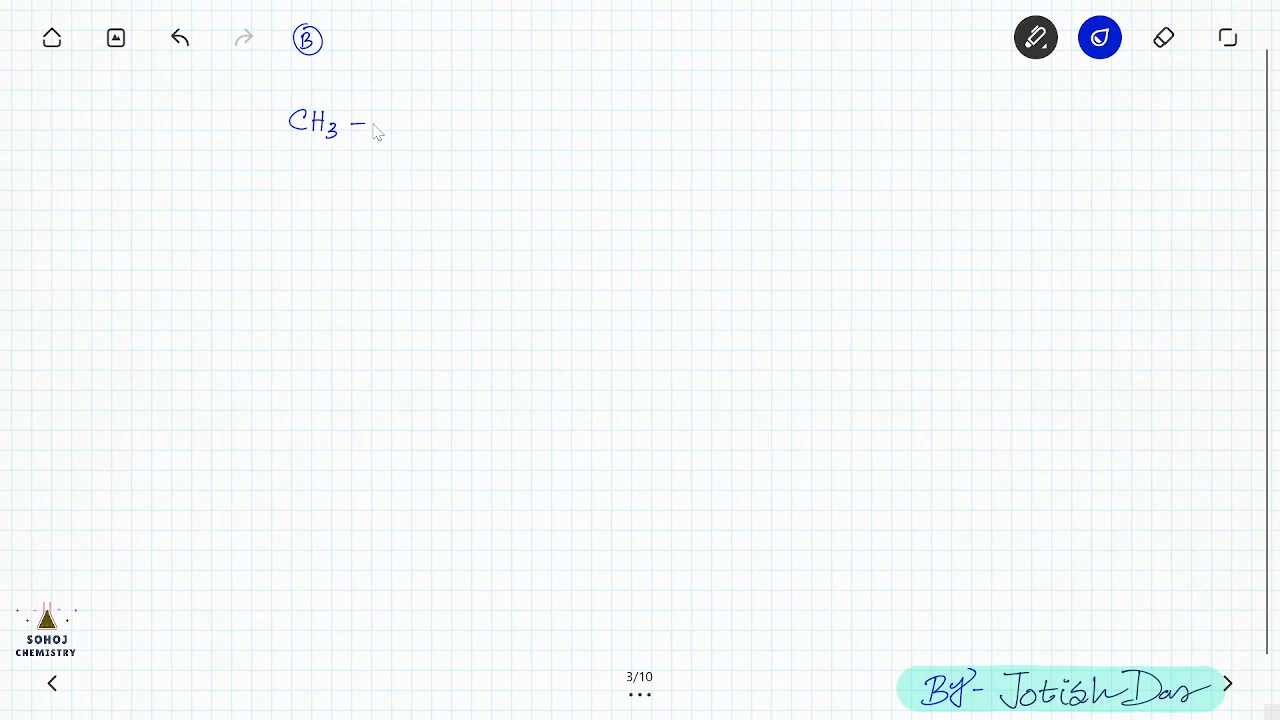 B
CH₃ –
SOHOJ
CHEMISTRY
3/10
By- Jotish Das